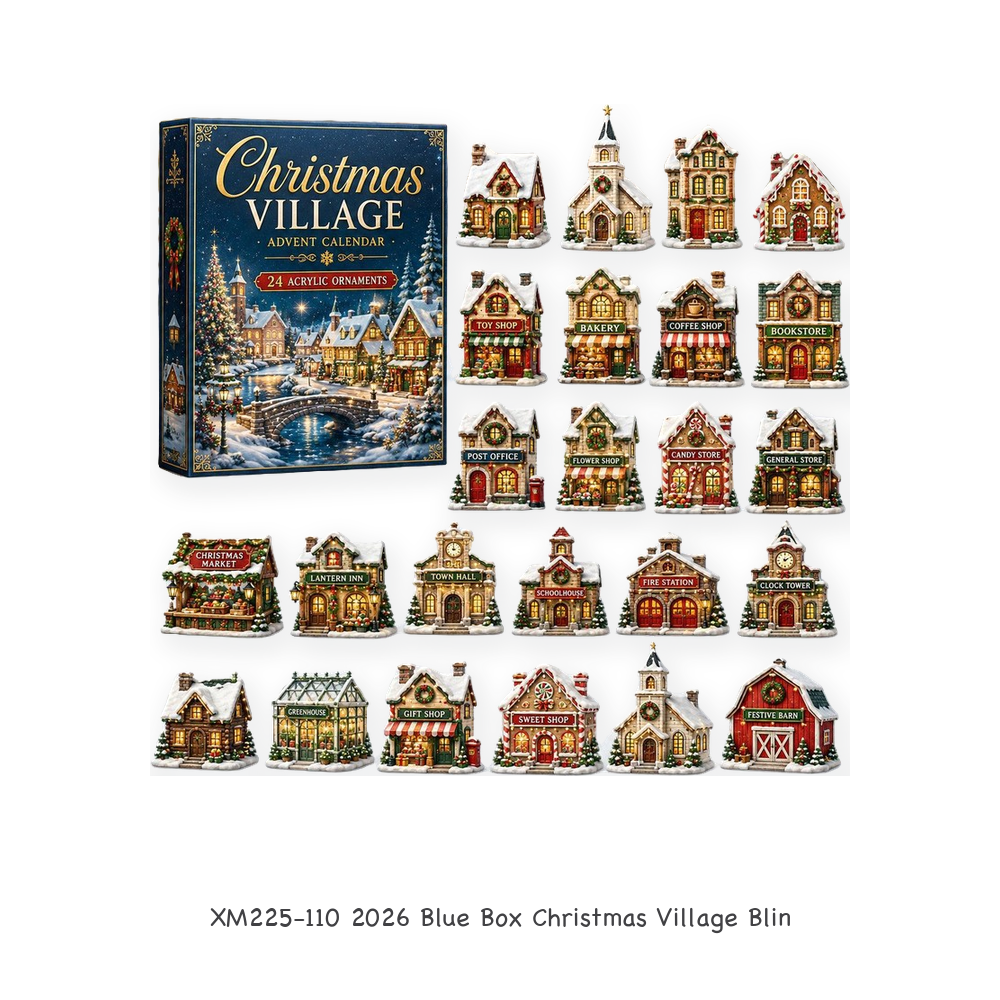 Christmas
VILLAGE
· ADVENT CALENDAR ·
24 ACRYLIC ORNAMENTS
TOY SHOP
BAKERY
COFFEE SHOP
BOOKSTORE
POST OFFICE
FLOWER SHOP
CANDY STORE
GENERAL STORE
CHRISTMAS
MARKET
LANTERN INN
TOWN HALL
SCHOOLHOUSE
FIRE STATION
CLOCK TOWER
GREENHOUSE
GIFT SHOP
SWEET SHOP
FESTIVE BARN
XM225-110 2026 Blue Box Christmas Village Blin